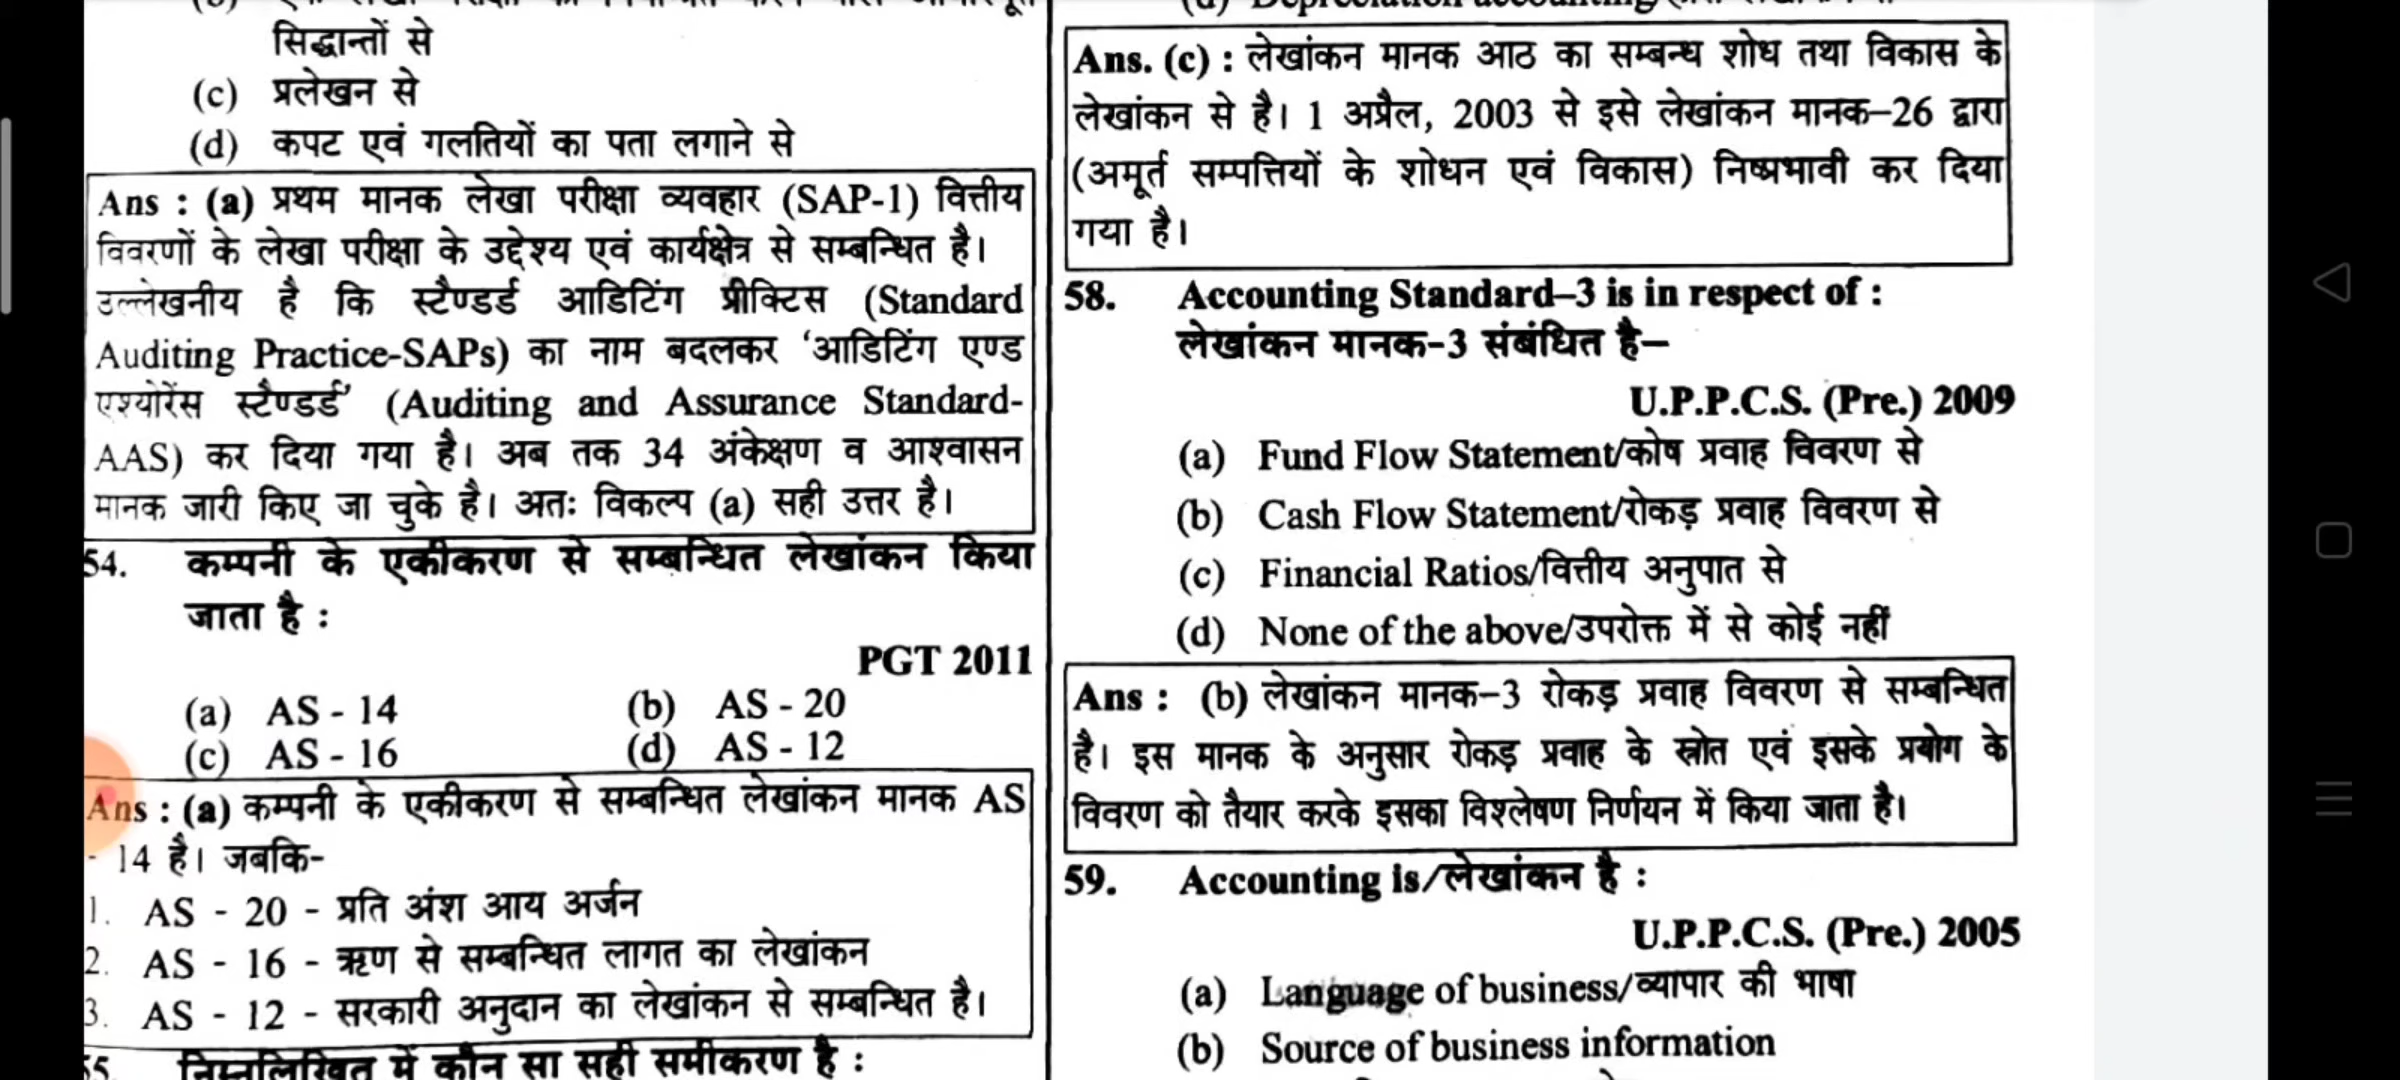 सिद्धान्तों से
(c) प्रलेखन से
(d) कपट एवं गलतियों का पता लगाने से
Ans : (a) प्रथम मानक लेखा परीक्षा व्यवहार (SAP-1) वित्तीय
विवरणों के लेखा परीक्षा के उद्देश्य एवं कार्यक्षेत्र से सम्बन्धित है।
उल्लेखनीय है कि स्टैण्डर्ड आडिटिंग प्रीक्टिस (Standard
Auditing Practice-SAPs) का नाम बदलकर ‘आडिटिंग एण्ड
एश्योरेंस स्टैण्डर्ड’ (Auditing and Assurance Standard-
AAS) कर दिया गया है। अब तक 34 अंकेक्षण व आश्वासन
मानक जारी किए जा चुके है। अतः विकल्प (a) सही उत्तर है।
54. कम्पनी के एकीकरण से सम्बन्धित लेखांकन किया
जाता है :
PGT 2011
(a) AS - 14 (b) AS - 20
(c) AS - 16 (d) AS - 12
Ans : (a) कम्पनी के एकीकरण से सम्बन्धित लेखांकन मानक AS
- 14 है। जबकि-
1. AS - 20 - प्रति अंश आय अर्जन
2. AS - 16 - ऋण से सम्बन्धित लागत का लेखांकन
3. AS - 12 - सरकारी अनुदान का लेखांकन से सम्बन्धित है।
55. निम्नलिखित में कौन सा सही समीकरण है :
(d) Depreciation accounting
Ans. (c) : लेखांकन मानक आठ का सम्बन्ध शोध तथा विकास के
लेखांकन से है। 1 अप्रैल, 2003 से इसे लेखांकन मानक–26 द्वारा
(अमूर्त सम्पत्तियों के शोधन एवं विकास) निष्प्रभावी कर दिया
गया है।
58. Accounting Standard–3 is in respect of :
लेखांकन मानक-3 संबंधित है–
U.P.P.C.S. (Pre.) 2009
(a) Fund Flow Statement/कोष प्रवाह विवरण से
(b) Cash Flow Statement/रोकड़ प्रवाह विवरण से
(c) Financial Ratios/वित्तीय अनुपात से
(d) None of the above/उपरोक्त में से कोई नहीं
Ans : (b) लेखांकन मानक–3 रोकड़ प्रवाह विवरण से सम्बन्धित
है। इस मानक के अनुसार रोकड़ प्रवाह के स्रोत एवं इसके प्रयोग के
विवरण को तैयार करके इसका विश्लेषण निर्णयन में किया जाता है।
59. Accounting is/लेखांकन है :
U.P.P.C.S. (Pre.) 2005
(a) Language of business/व्यापार की भाषा
(b) Source of business information